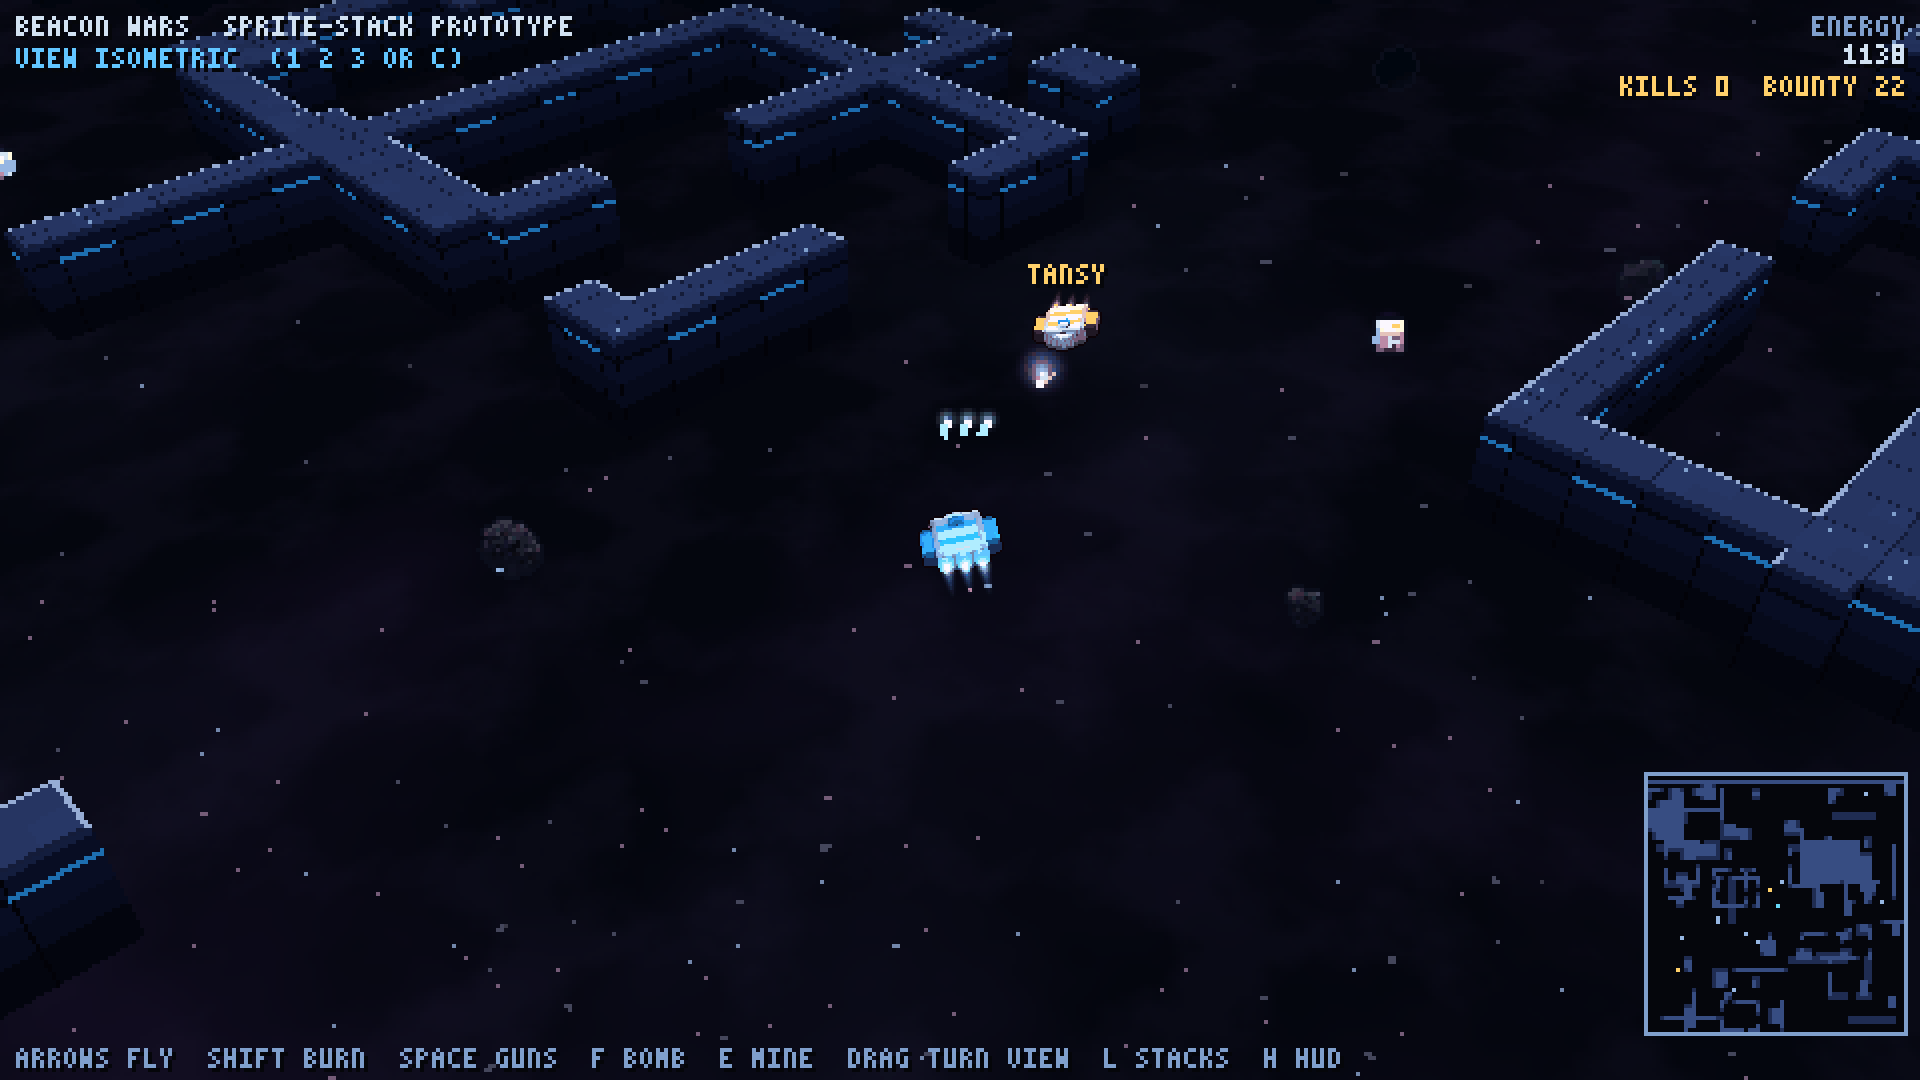 BEACON WARS SPRITE-STACK PROTOTYPE
VIEW ISOMETRIC (1 2 3 OR C)
ENERGY
1138
KILLS 0 BOUNTY 22
TANSY
ARROWS FLY SHIFT BURN SPACE GUNS F BOMB E MINE DRAG TURN VIEW L STACKS H HUD